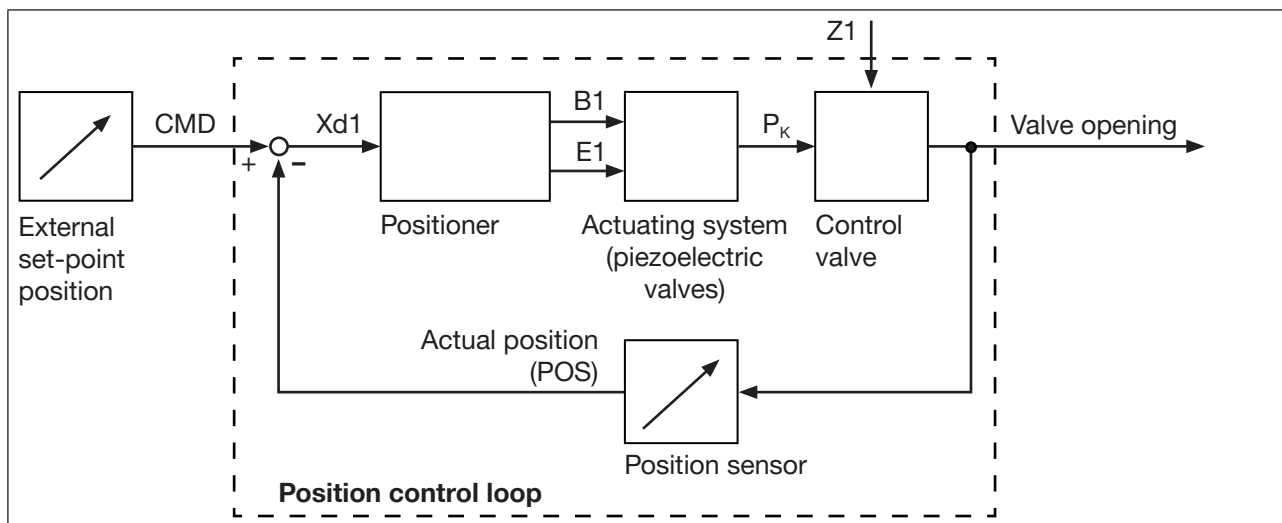 Z1
CMD
Xd1
B1
E1
P_K
Valve opening
+
−
External
set-point
position
Positioner
Actuating system
(piezoelectric
valves)
Control
valve
Actual position
(POS)
Position sensor
Position control loop